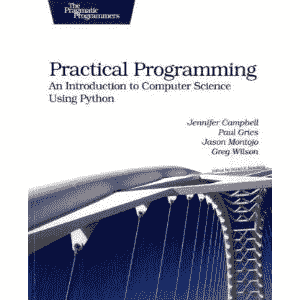 The
Pragmatic
Programmers
Practical Programming
An Introduction to Computer Science
Using Python
Jennifer Campbell
Paul Gries
Jason Montojo
Greg Wilson